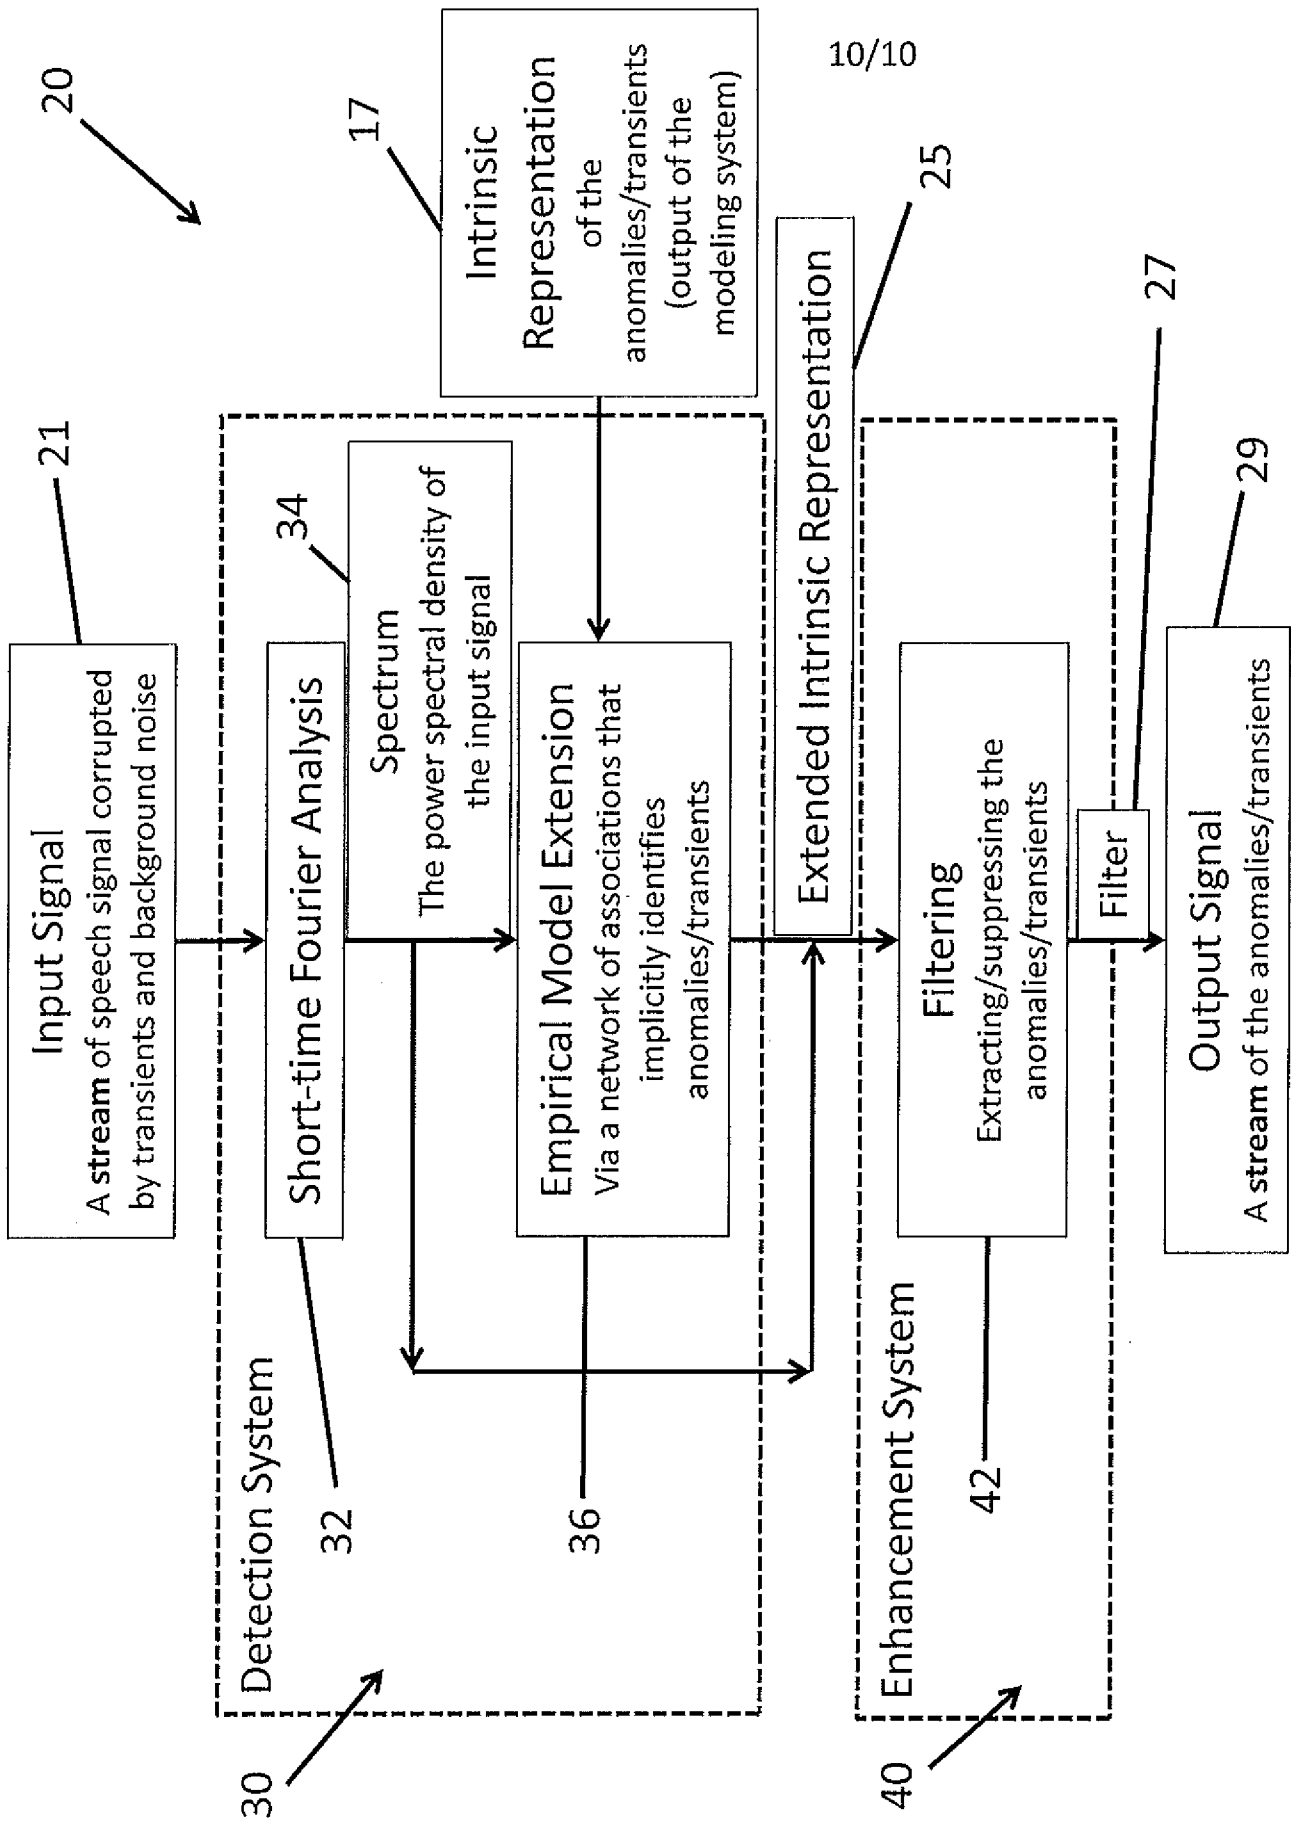 10/10
20
21
Input Signal
A stream of speech signal corrupted
by transients and background noise
30
Detection System
32
Short-time Fourier Analysis
34
Spectrum
The power spectral density of
the input signal
17
Intrinsic
Representation
of the
anomalies/transients
(output of the
modeling system)
36
Empirical Model Extension
Via a network of associations that
implicitly identifies
anomalies/transients
Extended Intrinsic Representation
25
40
Enhancement System
42
Filtering
Extracting/suppressing the
anomalies/transients
Filter
27
Output Signal
A stream of the anomalies/transients
29